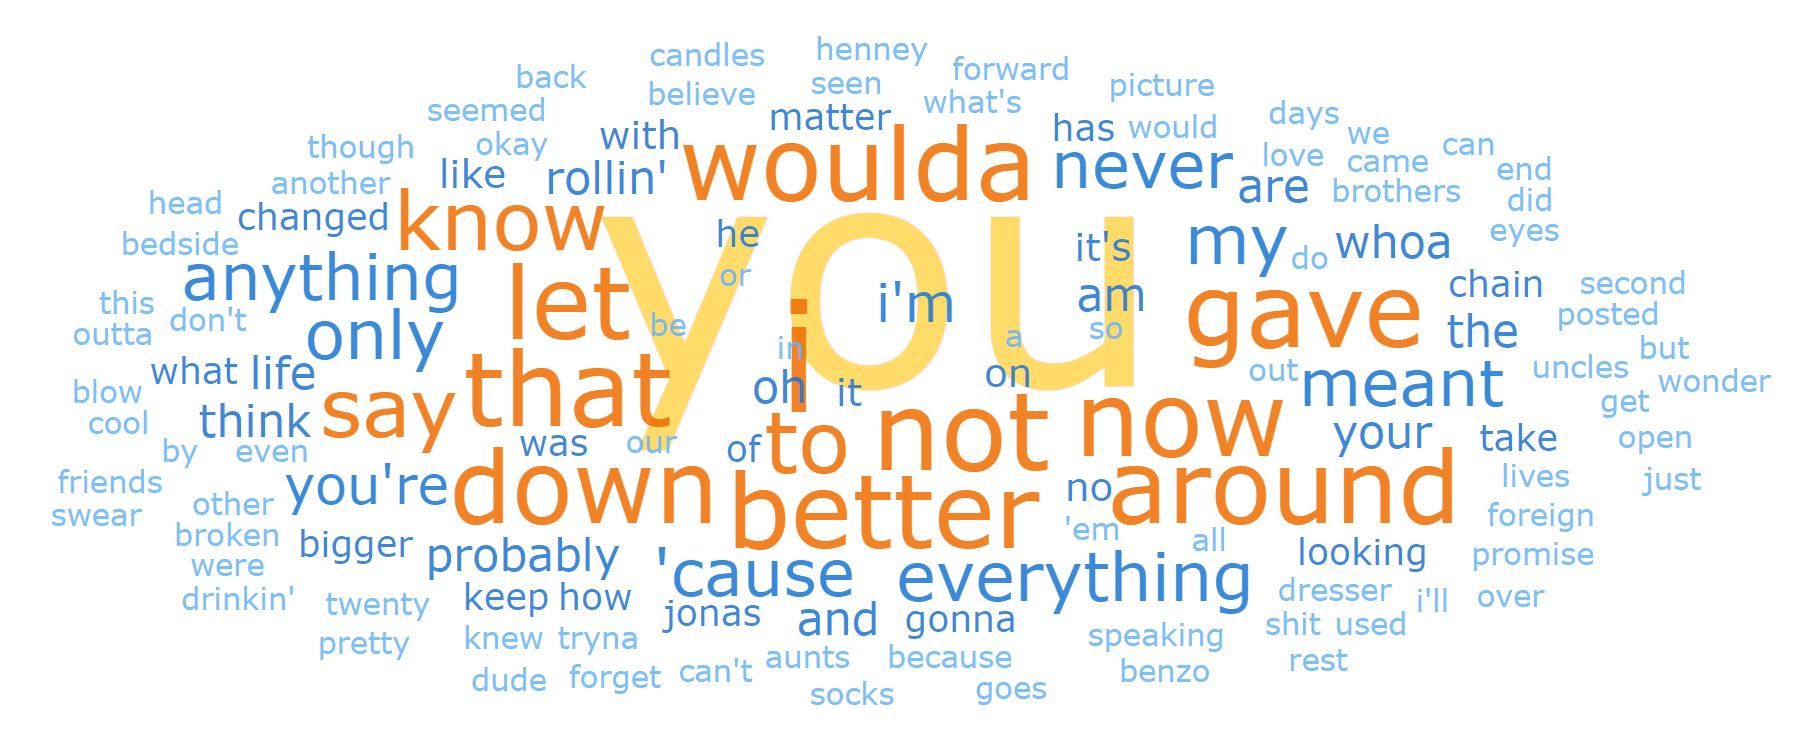 candles henney
back seen forward
seemed believe what's picture
though okay with matter has would days we can
another like rollin' woulda never are love came end
head changed know he it's my brothers did
bedside or do whoa eyes
anything let you i'm am gave chain second
this outta don't only be i in a so the posted
what life say that oh it on out meant uncles but
blow think to not now your take get wonder
cool was our of open
by even down better no around lives just
friends you're 'em foreign
swear other bigger probably 'cause everything all looking promise
broken keep how jonas and gonna dresser i'll over
were twenty knew tryna speaking shit used
drinkin' pretty aunts because rest
dude forget can't socks goes benzo